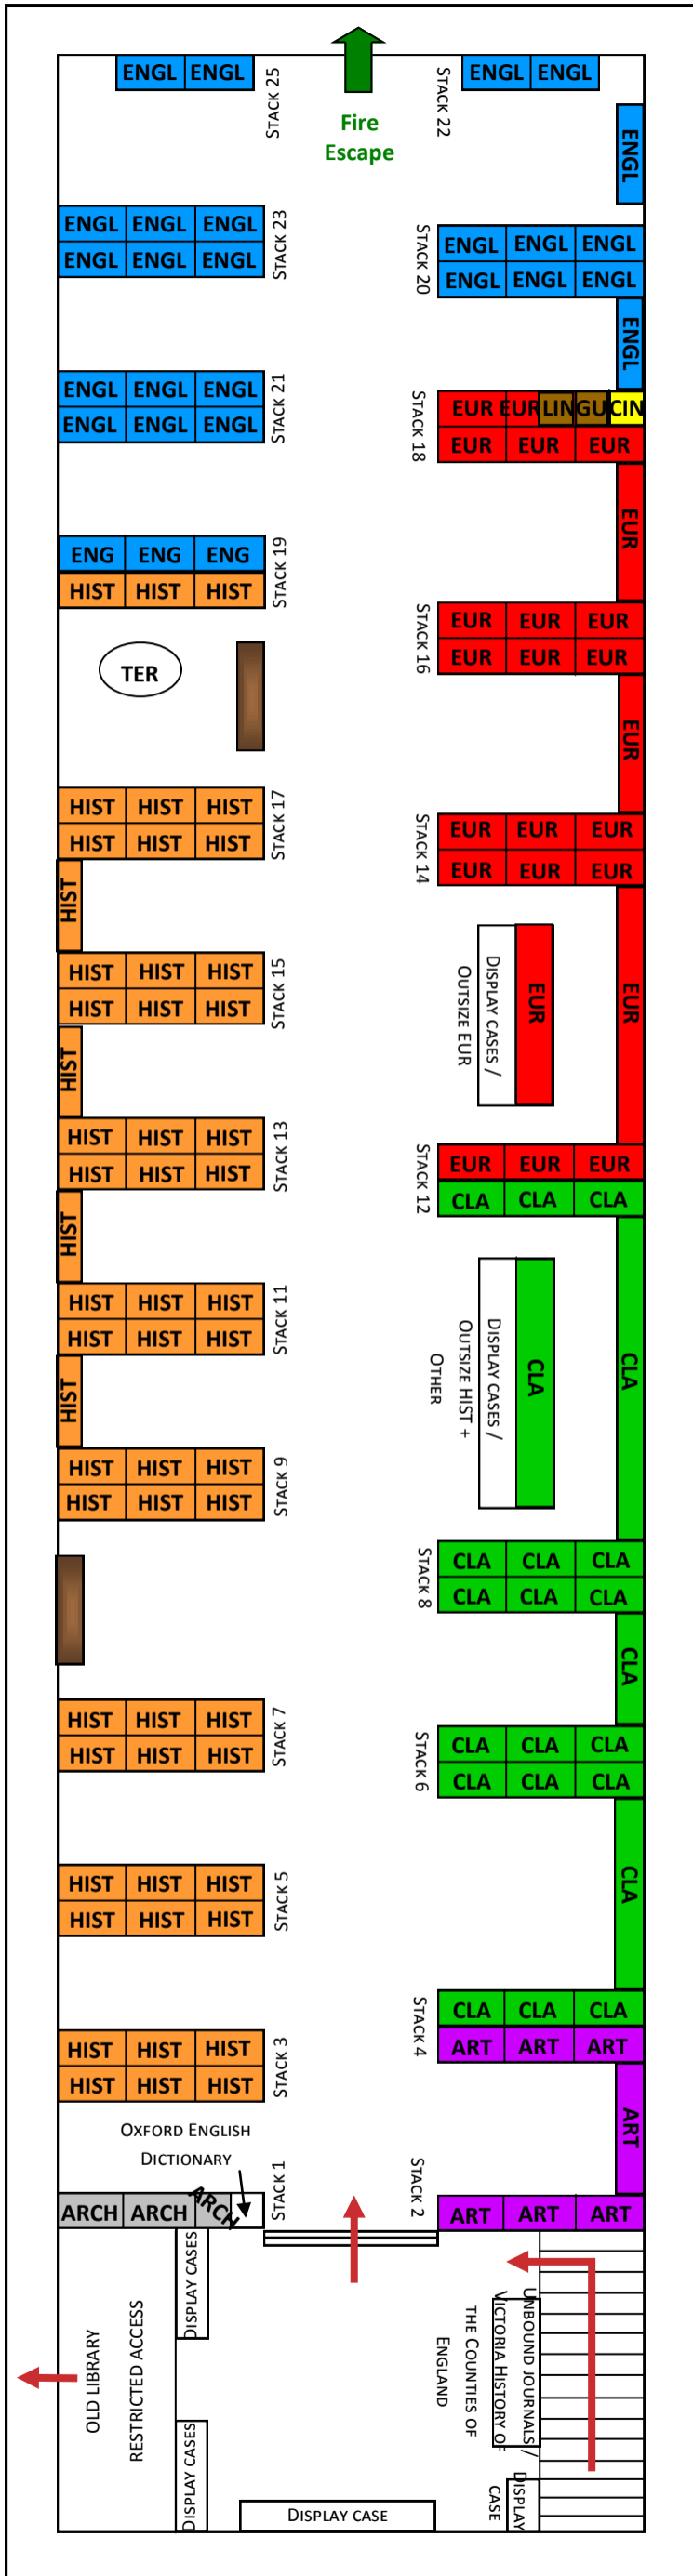 ENGL ENGL
STACK 25
Fire
Escape
STACK 22
ENGL ENGL
ENGL
ENGL ENGL ENGL
ENGL ENGL ENGL
STACK 23
STACK 20
ENGL ENGL ENGL
ENGL ENGL ENGL
ENGL
ENGL ENGL ENGL
ENGL ENGL ENGL
STACK 21
STACK 18
EUR EUR LIN GU CIN
EUR EUR EUR
EUR
ENG ENG ENG
HIST HIST HIST
STACK 19
TER
STACK 16
EUR EUR EUR
EUR EUR EUR
EUR
HIST HIST HIST
HIST HIST HIST
STACK 17
STACK 14
EUR EUR EUR
EUR EUR EUR
HIST
DISPLAY CASES /
OUTSIZE EUR
EUR
EUR
HIST HIST HIST
HIST HIST HIST
STACK 15
HIST
HIST HIST HIST
HIST HIST HIST
STACK 13
STACK 12
EUR EUR EUR
CLA CLA CLA
HIST
DISPLAY CASES /
OUTSIZE HIST +
OTHER
CLA
CLA
HIST HIST HIST
HIST HIST HIST
STACK 11
HIST
HIST HIST HIST
HIST HIST HIST
STACK 9
STACK 8
CLA CLA CLA
CLA CLA CLA
CLA
HIST HIST HIST
HIST HIST HIST
STACK 7
STACK 6
CLA CLA CLA
CLA CLA CLA
CLA
HIST HIST HIST
HIST HIST HIST
STACK 5
STACK 4
CLA CLA CLA
ART ART ART
ART
HIST HIST HIST
HIST HIST HIST
STACK 3
OXFORD ENGLISH
DICTIONARY
ARCH ARCH ARCH
STACK 1
STACK 2
ART ART ART
DISPLAY CASES
OLD LIBRARY
RESTRICTED ACCESS
DISPLAY CASES
UNBOUND JOURNALS /
VICTORIA HISTORY OF
THE COUNTIES OF
ENGLAND
DISPLAY
CASE
DISPLAY CASE